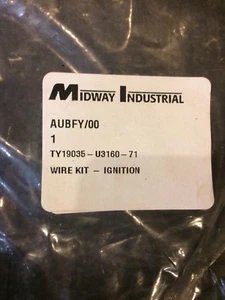 MIDWAY INDUSTRIAL
AUBFY/00
1
TY19035-U3160-71
WIRE KIT - IGNITION